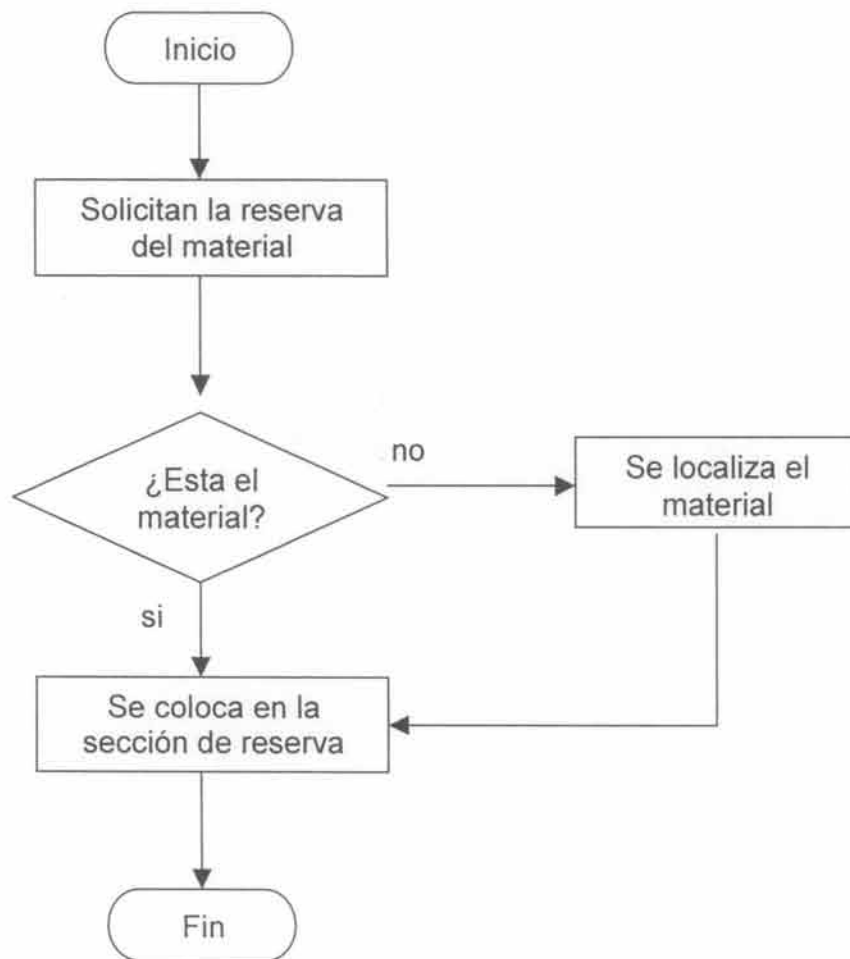 Inicio
Solicitan la reserva
del material
¿Esta el
material?
no
Se localiza el
material
si
Se coloca en la
sección de reserva
Fin